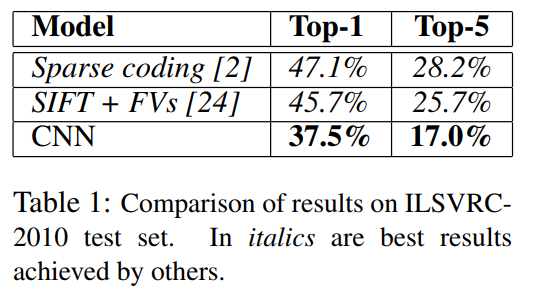 Model Top-1 Top-5
Sparse coding [2] 47.1% 28.2%
SIFT + FVs [24] 45.7% 25.7%
CNN 37.5% 17.0%
Table 1: Comparison of results on ILSVRC-
2010 test set. In italics are best results
achieved by others.